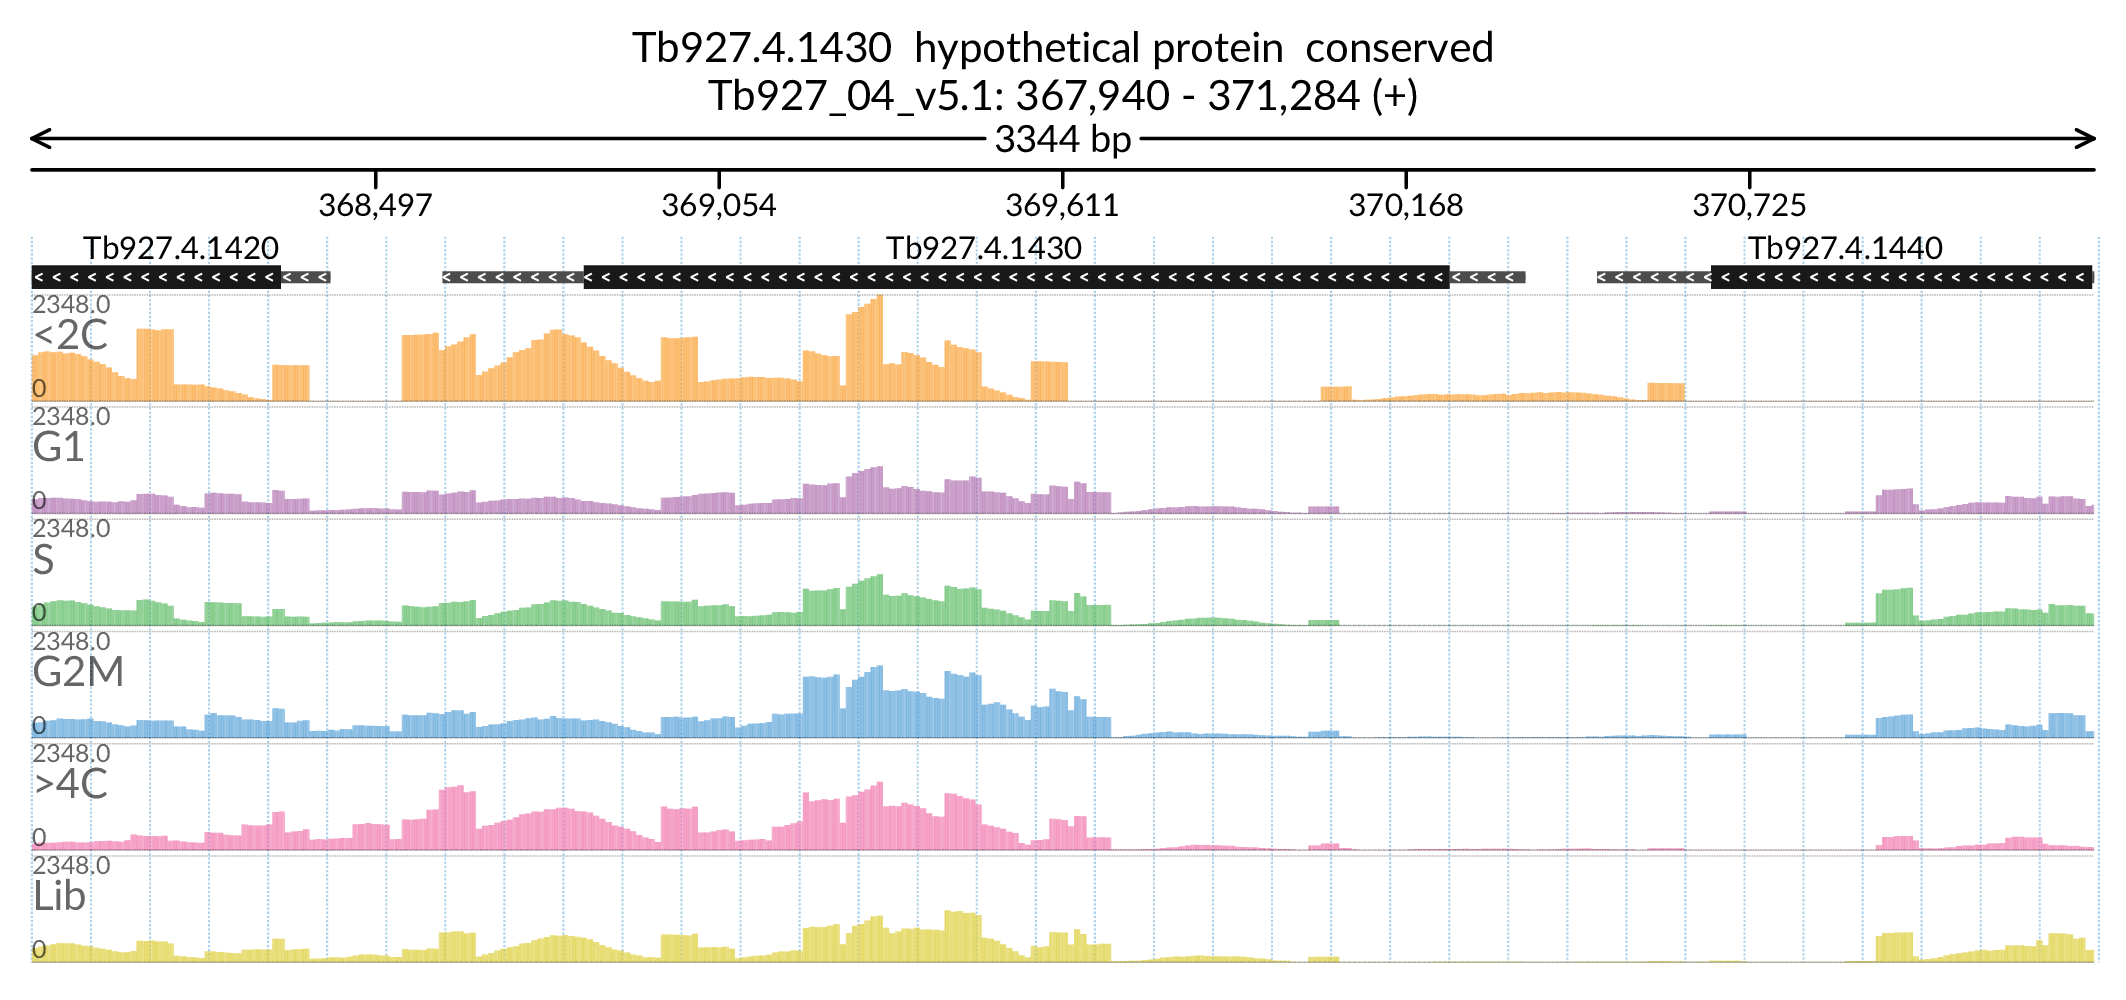 Tb927.4.1430  hypothetical protein  conserved
Tb927_04_v5.1: 367,940 - 371,284 (+)
3344 bp
368,497 369,054 369,611 370,168 370,725
Tb927.4.1420 Tb927.4.1430 Tb927.4.1440
2348.0
<2C
0
2348.0
G1
0
2348.0
S
0
2348.0
G2M
0
2348.0
>4C
0
2348.0
Lib
0